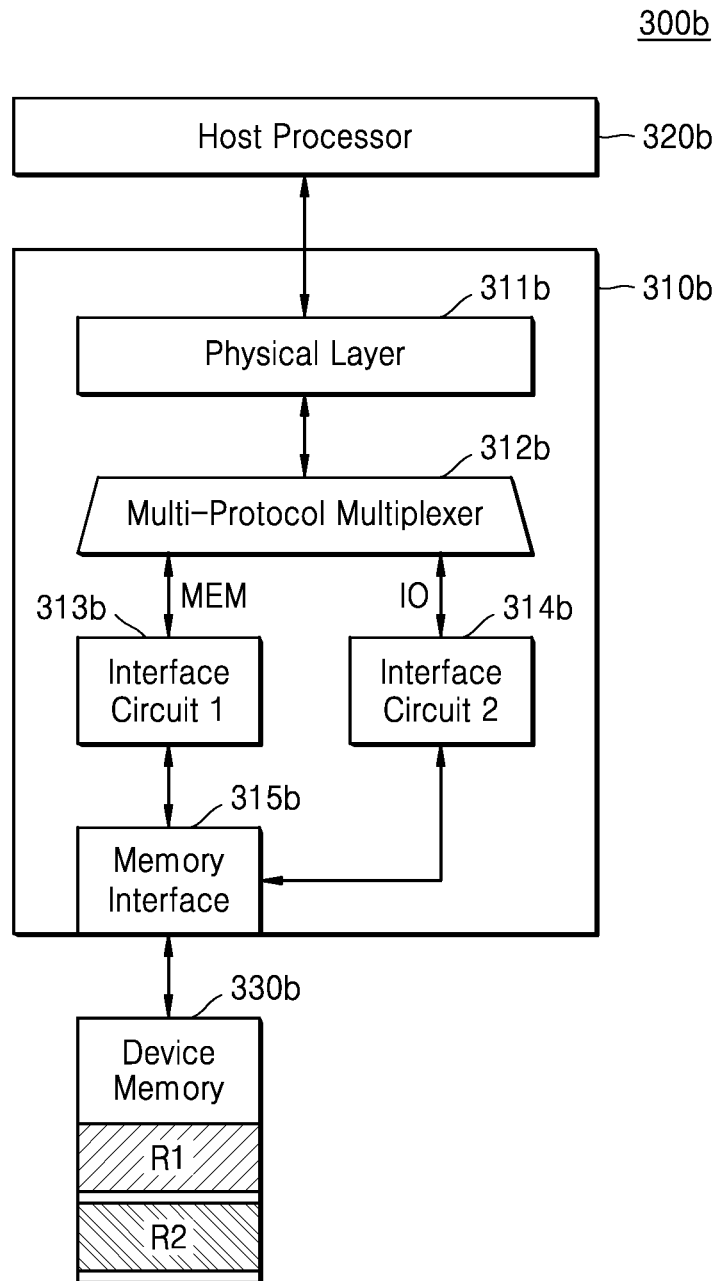 300b
Host Processor
320b
310b
311b
Physical Layer
312b
Multi-Protocol Multiplexer
MEM
IO
313b
314b
Interface
Circuit 1
Interface
Circuit 2
315b
Memory
Interface
330b
Device
Memory
R1
R2